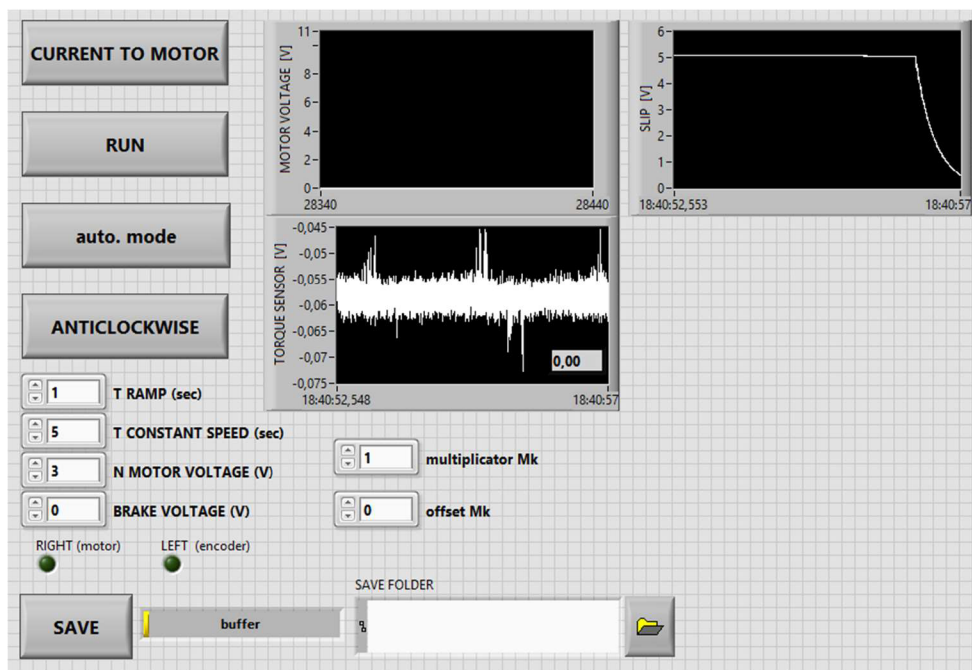 CURRENT TO MOTOR
RUN
auto. mode
ANTICLOCKWISE
MOTOR VOLTAGE [V]
11
8
6
4
2
0
28340 28440
SLIP [V]
6
5
4
3
2
1
0
18:40:52,553 18:40:57
TORQUE SENSOR [V]
-0,045
-0,05
-0,055
-0,06
-0,065
-0,07
-0,075
0,00
18:40:52,548 18:40:57
1 T RAMP (sec)
5 T CONSTANT SPEED (sec)
3 N MOTOR VOLTAGE (V)
0 BRAKE VOLTAGE (V)
1 multiplicator Mk
0 offset Mk
RIGHT (motor) LEFT (encoder)
SAVE FOLDER
SAVE
buffer